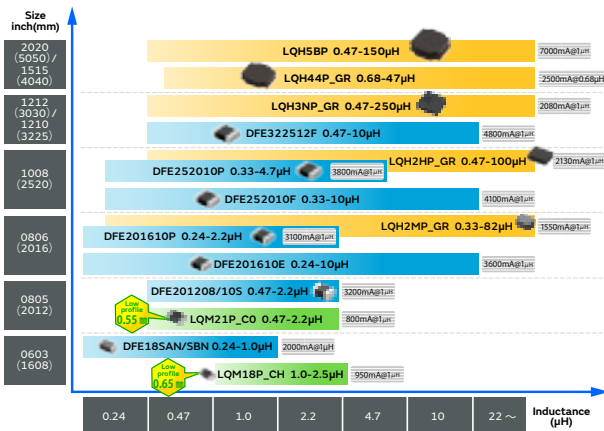 Size
inch(mm)
2020
(5050)/
1515
(4040)
LQH5BP 0.47-150μH
7000mA@1μH
LQH44P_GR 0.68-47μH
2500mA@0.68μH
1212
(3030)/
1210
(3225)
LQH3NP_GR 0.47-250μH
2080mA@1μH
DFE322512F 0.47-10μH
4800mA@1μH
1008
(2520)
LQH2HP_GR 0.47-100μH
2130mA@1μH
DFE252010P 0.33-4.7μH
3800mA@1μH
DFE252010F 0.33-10μH
4100mA@1μH
0806
(2016)
LQH2MP_GR 0.33-82μH
1550mA@1μH
DFE201610P 0.24-2.2μH
3100mA@1μH
DFE201610E 0.24-10μH
3600mA@1μH
0805
(2012)
DFE201208/10S 0.47-2.2μH
3200mA@1μH
Low
profile
0.55 ㎜
LQM21P_C0 0.47-2.2μH
800mA@1μH
0603
(1608)
DFE18SAN/SBN 0.24-1.0μH
2000mA@1μH
Low
profile
0.65 ㎜
LQM18P_CH 1.0-2.5μH
950mA@1μH
0.24 0.47 1.0 2.2 4.7 10 22 ～
Inductance
(μH)